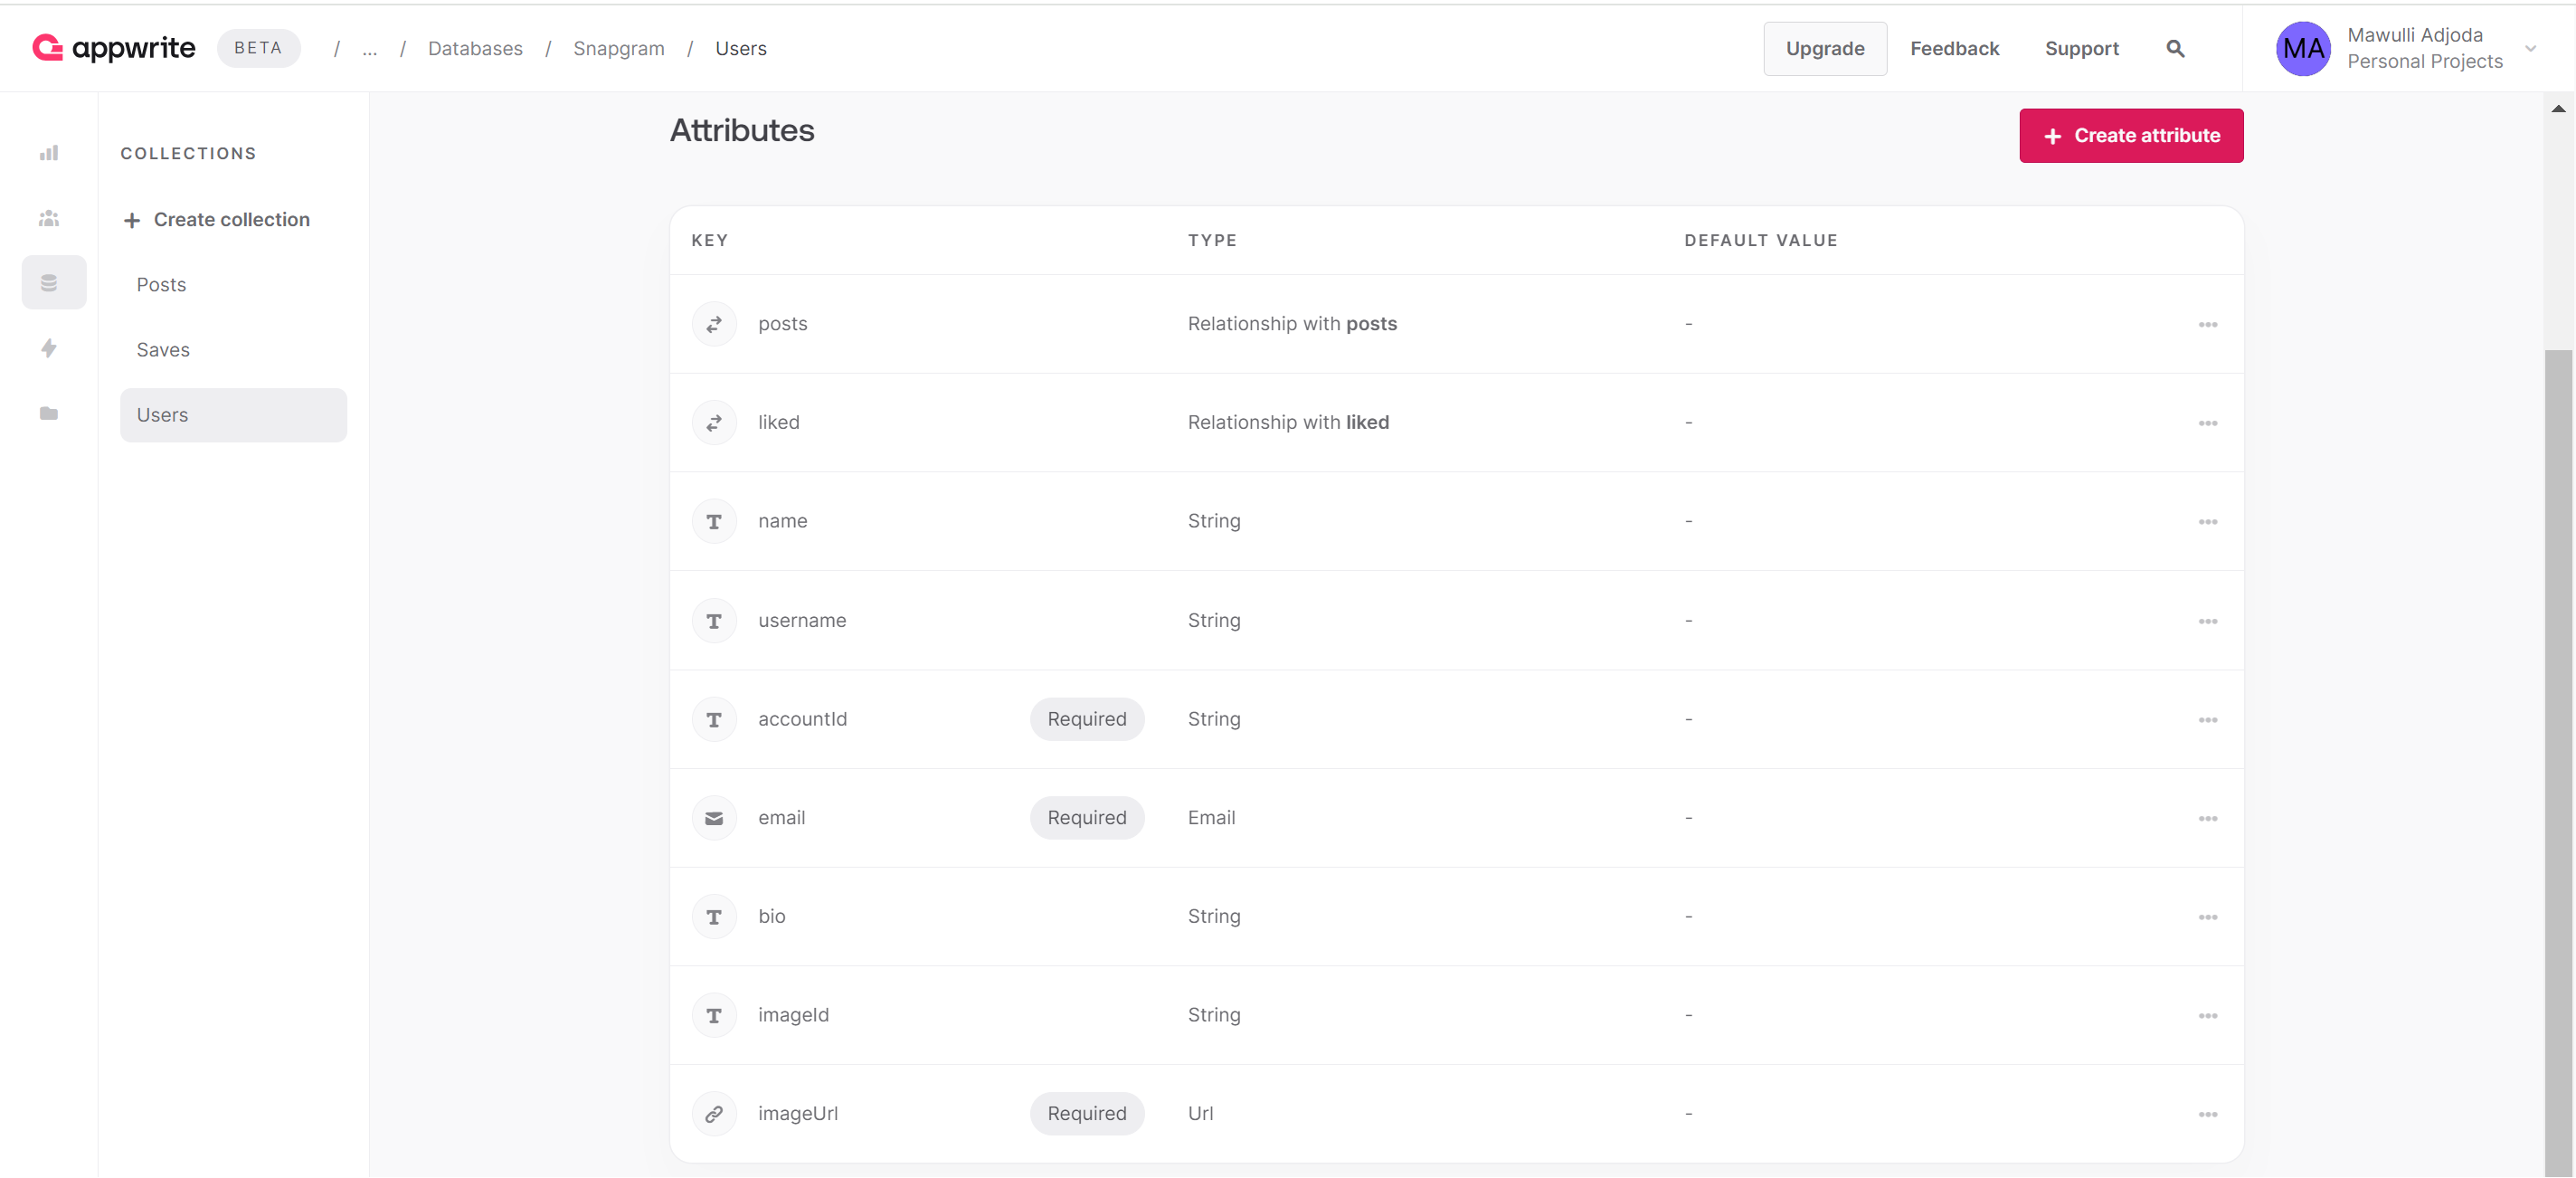 appwrite BETA / ... / Databases / Snapgram / Users Upgrade Feedback Support MA Mawulli Adjoda
Personal Projects
COLLECTIONS
+ Create collection
Posts
Saves
Users
Attributes
+ Create attribute
KEY TYPE DEFAULT VALUE
posts Relationship with posts -
liked Relationship with liked -
T name String -
T username String -
T accountId Required String -
email Required Email -
T bio String -
T imageId String -
imageUrl Required Url -